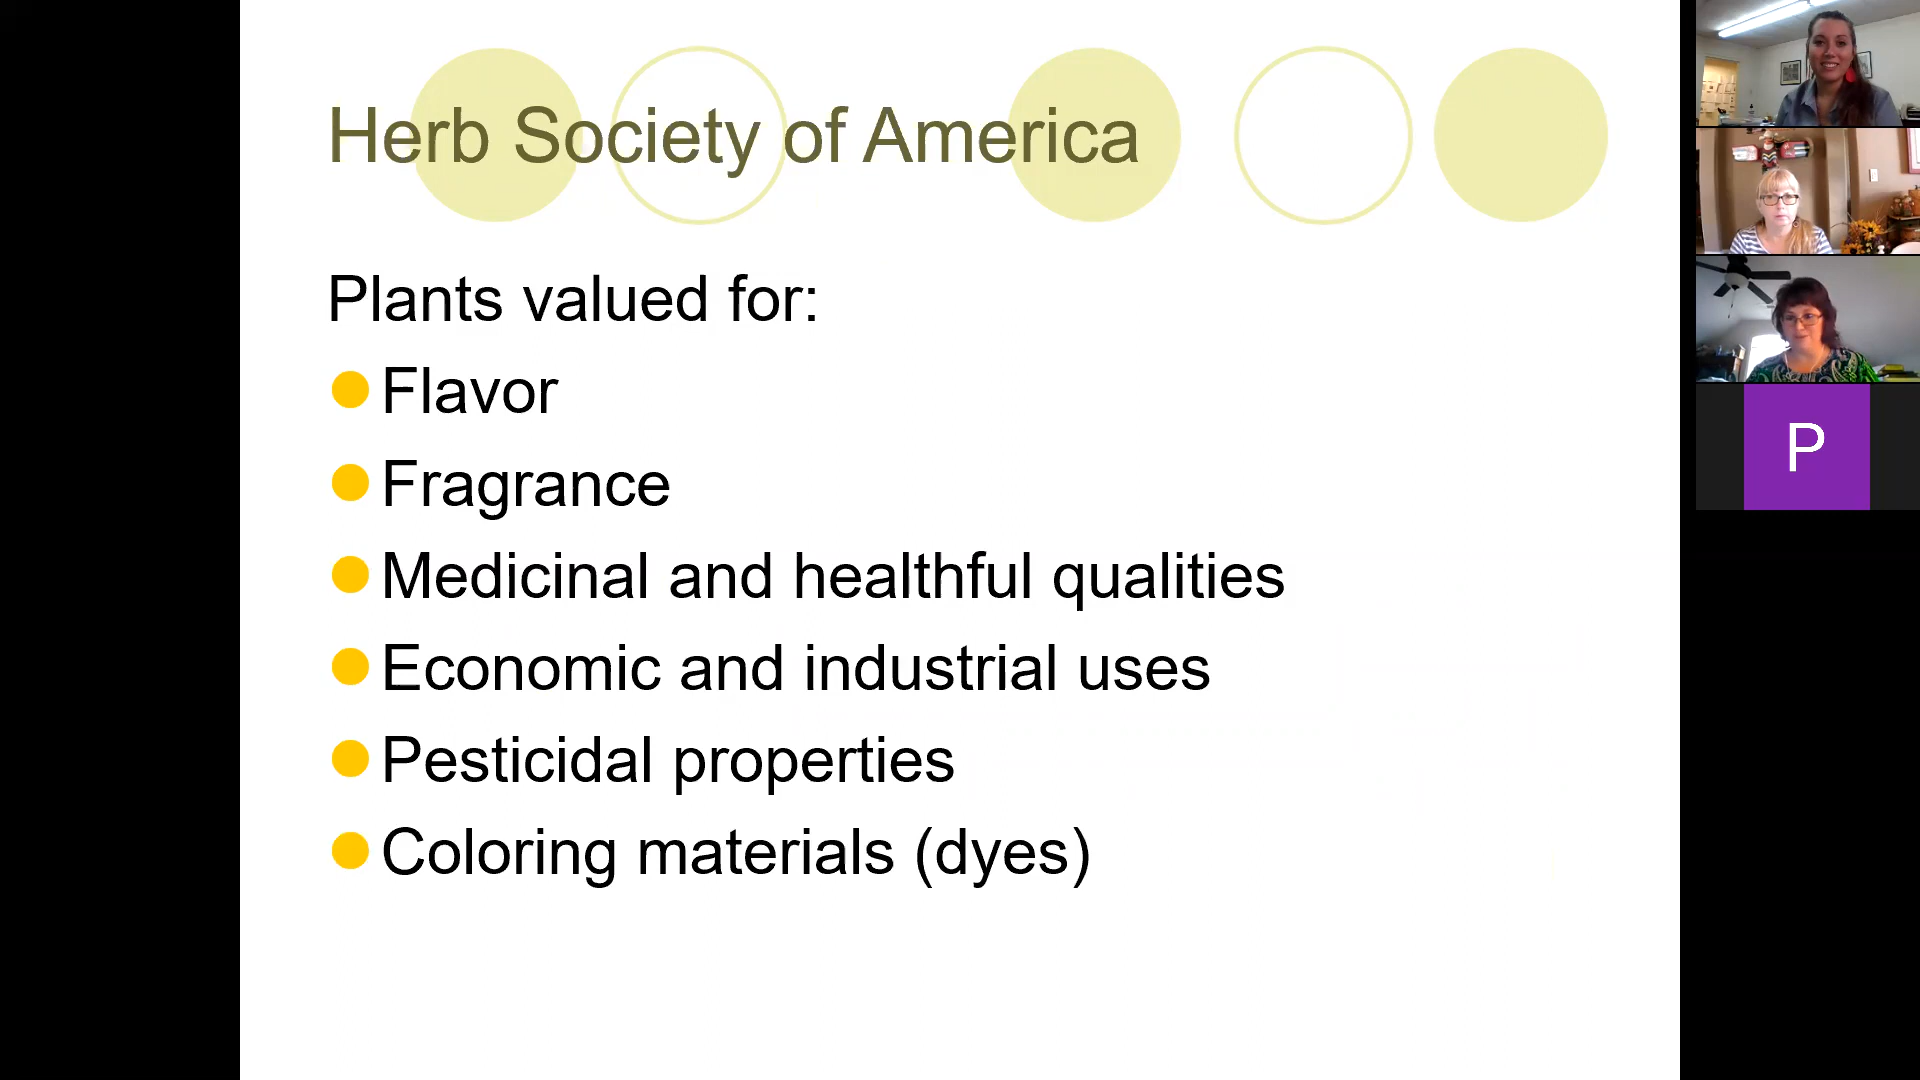 Herb Society of America
Plants valued for:
Flavor
Fragrance
Medicinal and healthful qualities
Economic and industrial uses
Pesticidal properties
Coloring materials (dyes)
P